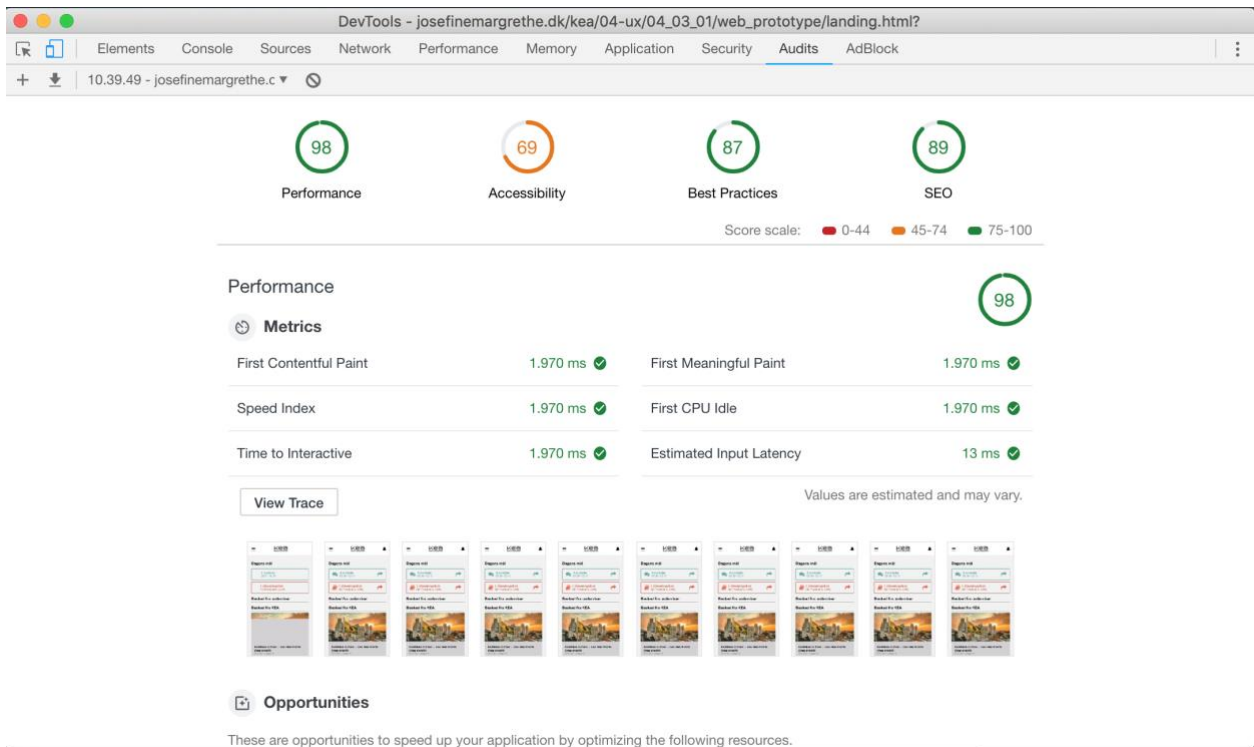 DevTools - josefinemargrethe.dk/kea/04-ux/04_03_01/web_prototype/landing.html?
Elements Console Sources Network Performance Memory Application Security Audits AdBlock
10.39.49 - josefinemargrethe.c
98 69 87 89
Performance Accessibility Best Practices SEO
Score scale: 0-44 45-74 75-100
Performance 98
Metrics
First Contentful Paint 1.970 ms First Meaningful Paint 1.970 ms
Speed Index 1.970 ms First CPU Idle 1.970 ms
Time to Interactive 1.970 ms Estimated Input Latency 13 ms
View Trace Values are estimated and may vary.
Opportunities
These are opportunities to speed up your application by optimizing the following resources.